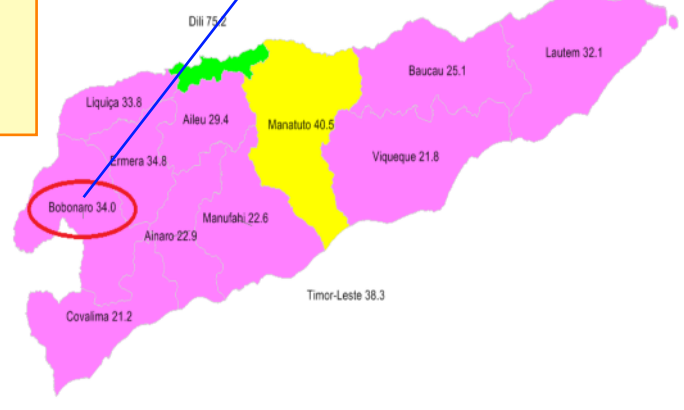 Dili 75.2
Lautem 32.1
Baucau 25.1
Liquiça 33.8
Aileu 29.4
Manatuto 40.5
Ermera 34.8
Viqueque 21.8
Bobonaro 34.0
Manufahi 22.6
Ainaro 22.9
Timor-Leste 38.3
Covalima 21.2